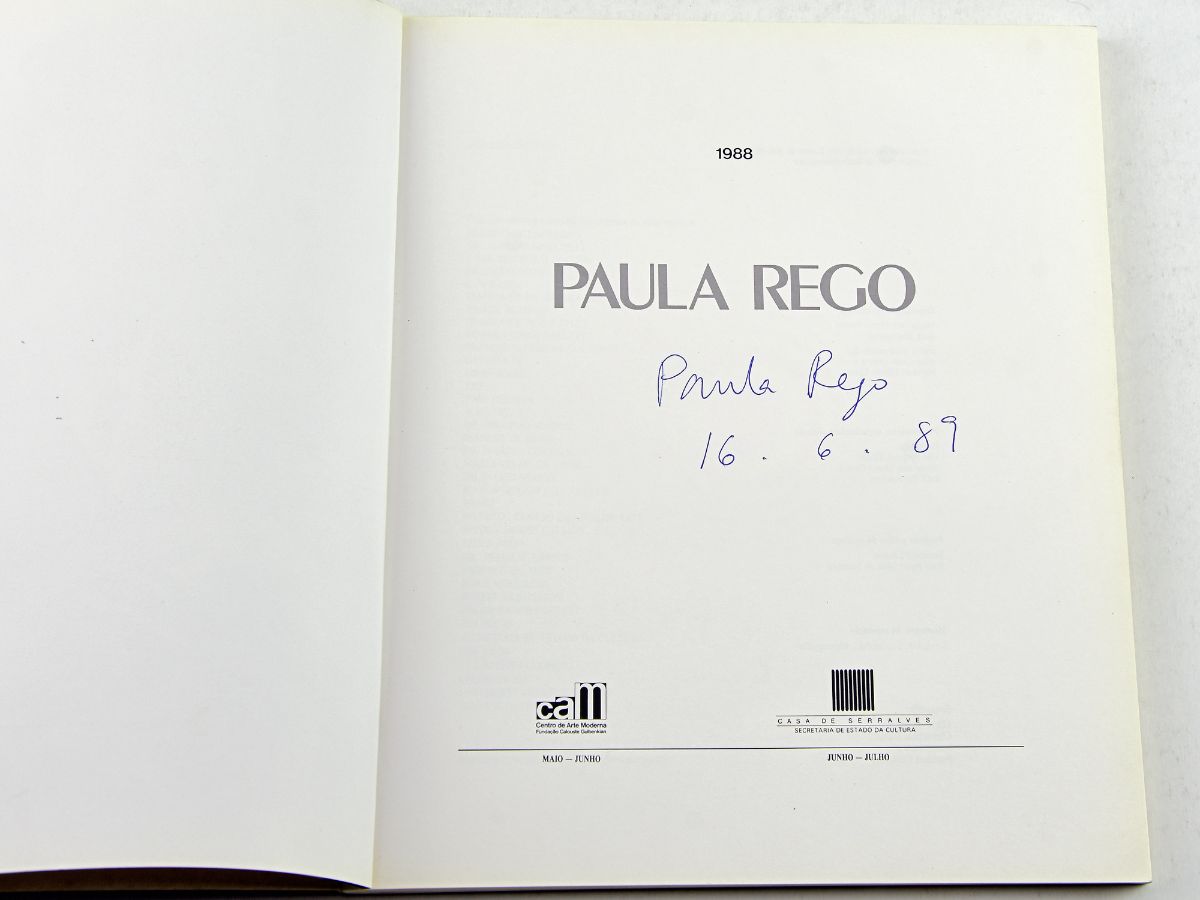 1988
PAULA REGO
Paula Rego
16 . 6 . 89
cam
Centro de Arte Moderna
Fundação Calouste Gulbenkian
MAIO — JUNHO
CASA DE SERRALVES
SECRETARIA DE ESTADO DA CULTURA
JUNHO — JULHO